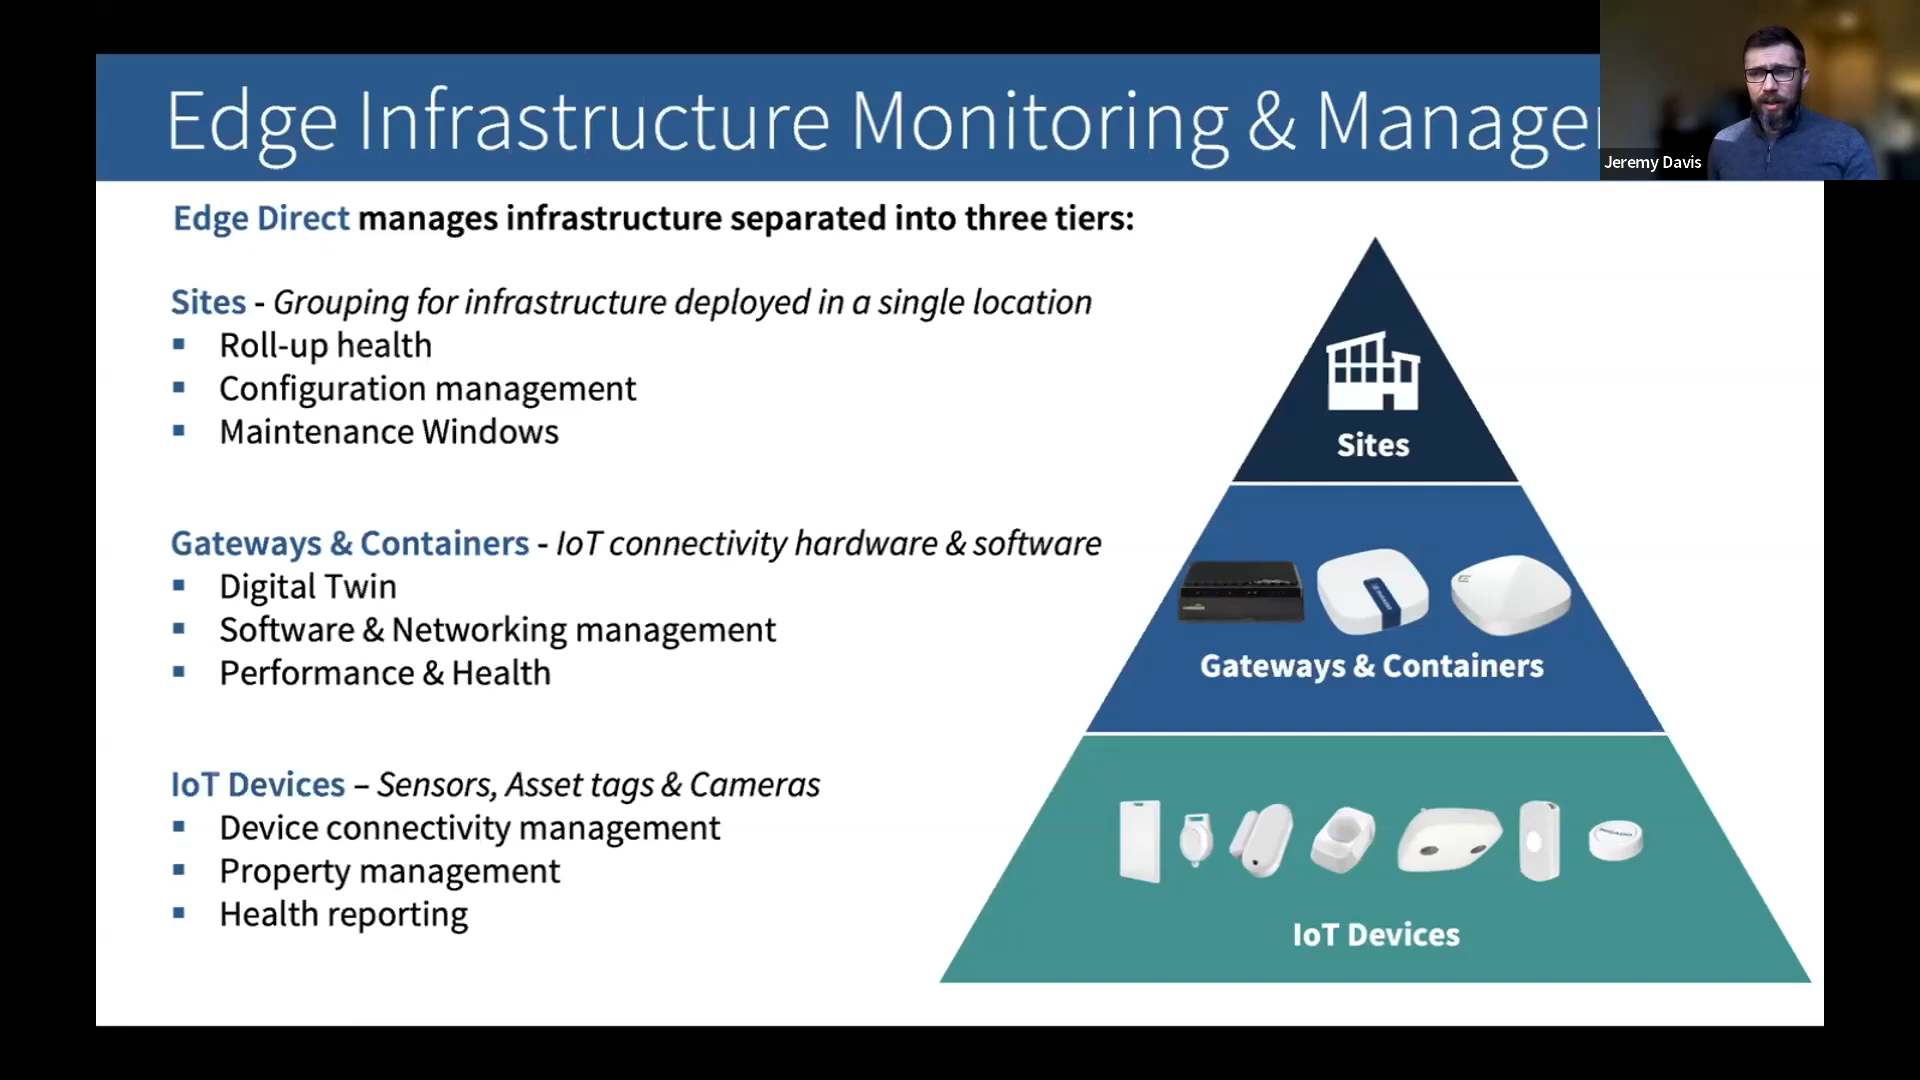 Edge Infrastructure Monitoring & Manage
Jeremy Davis
Edge Direct manages infrastructure separated into three tiers:
Sites - Grouping for infrastructure deployed in a single location
▪ Roll-up health
▪ Configuration management
▪ Maintenance Windows
Gateways & Containers - IoT connectivity hardware & software
▪ Digital Twin
▪ Software & Networking management
▪ Performance & Health
IoT Devices – Sensors, Asset tags & Cameras
▪ Device connectivity management
▪ Property management
▪ Health reporting
Sites
Gateways & Containers
IoT Devices